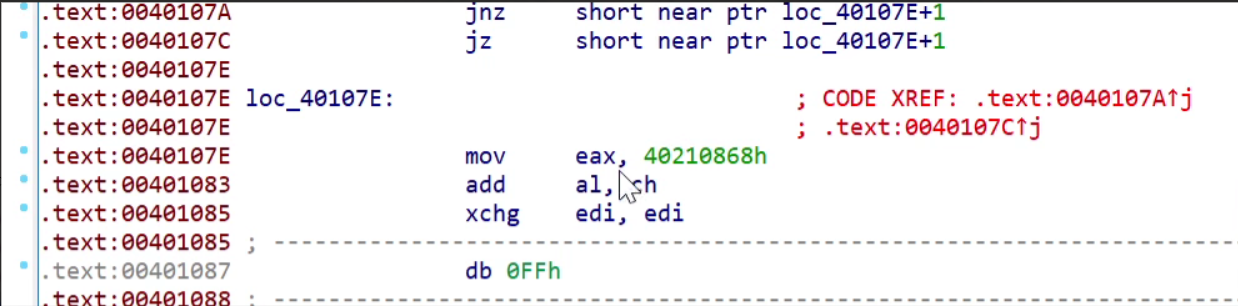 .text:0040107A jnz short near ptr loc_40107E+1
.text:0040107C jz short near ptr loc_40107E+1
.text:0040107E
.text:0040107E loc_40107E: ; CODE XREF: .text:0040107A↑j
.text:0040107E ; .text:0040107C↑j
.text:0040107E mov eax, 40210868h
.text:00401083 add al, ch
.text:00401085 xchg edi, edi
.text:00401085 ; ---------------------------------------------------------------------------
.text:00401087 db 0FFh
.text:00401088 ; ---------------------------------------------------------------------------